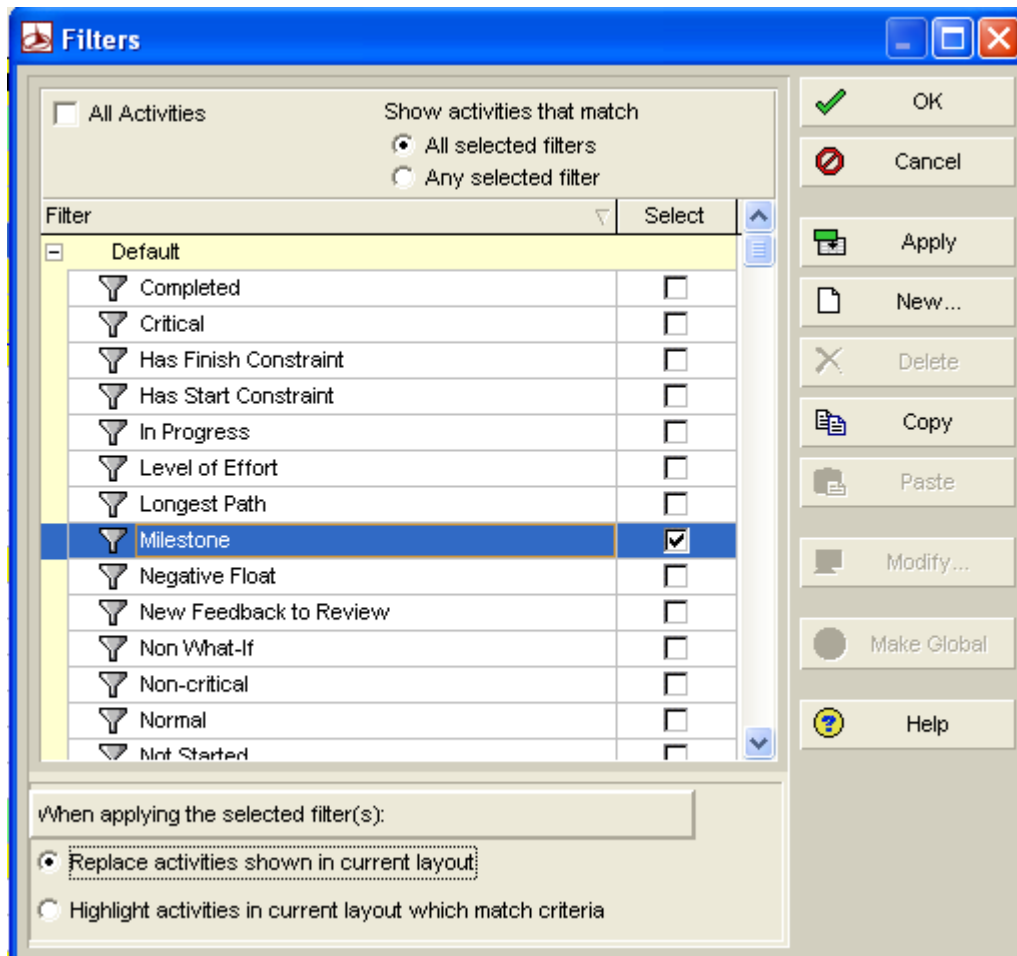 Filters
All Activities
Show activities that match
All selected filters
Any selected filter
Filter Select
Default
Completed
Critical
Has Finish Constraint
Has Start Constraint
In Progress
Level of Effort
Longest Path
Milestone
Negative Float
New Feedback to Review
Non What-If
Non-critical
Normal
Not Started
When applying the selected filter(s):
Replace activities shown in current layout
Highlight activities in current layout which match criteria
OK
Cancel
Apply
New...
Delete
Copy
Paste
Modify...
Make Global
Help